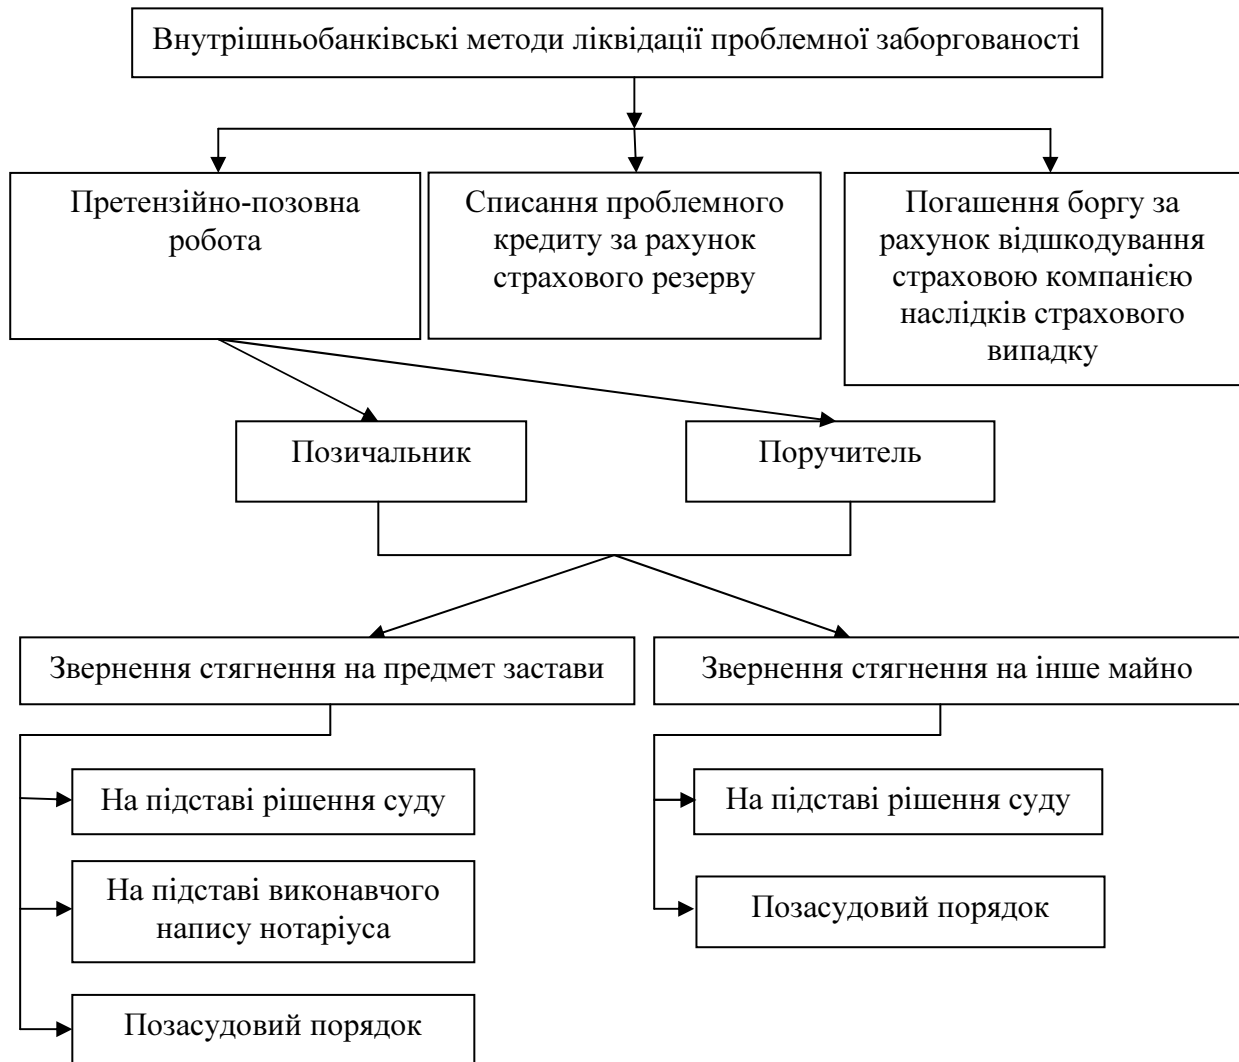 Внутрішньобанківські методи ліквідації проблемної заборгованості
Претензійно-позовна
робота
Списання проблемного
кредиту за рахунок
страхового резерву
Погашення боргу за
рахунок відшкодування
страховою компанією
наслідків страхового
випадку
Позичальник
Поручитель
Звернення стягнення на предмет застави
Звернення стягнення на інше майно
На підставі рішення суду
На підставі виконавчого
напису нотаріуса
Позасудовий порядок
На підставі рішення суду
Позасудовий порядок